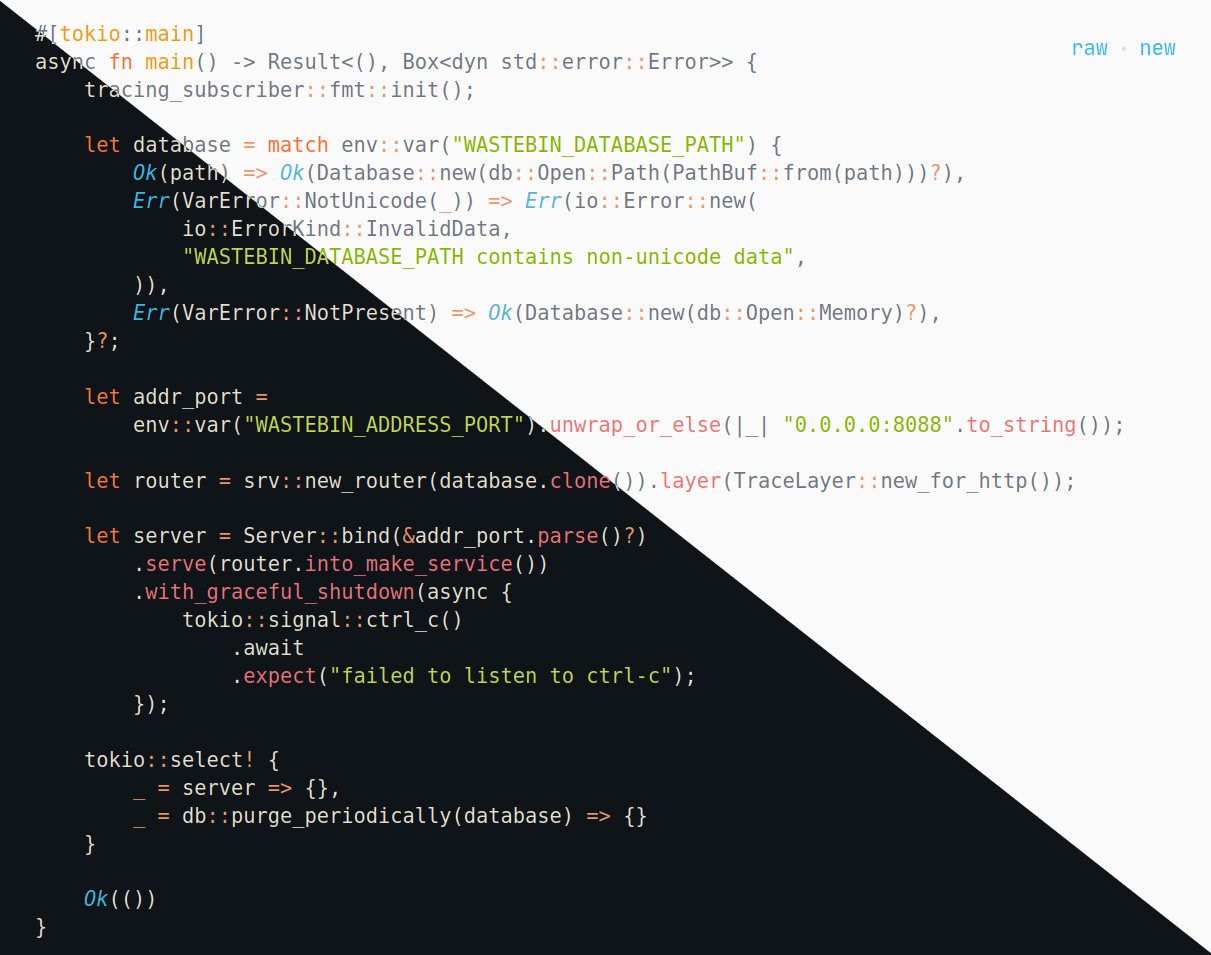 #[tokio::main]
raw · new
async fn main() -> Result<(), Box<dyn std::error::Error>> {
    tracing_subscriber::fmt::init();

    let database = match env::var("WASTEBIN_DATABASE_PATH") {
        Ok(path) => Ok(Database::new(db::Open::Path(PathBuf::from(path)))?),
        Err(VarError::NotUnicode(_)) => Err(io::Error::new(
            io::ErrorKind::InvalidData,
            "WASTEBIN_DATABASE_PATH contains non-unicode data",
        )),
        Err(VarError::NotPresent) => Ok(Database::new(db::Open::Memory)?),
    }?;

    let addr_port =
        env::var("WASTEBIN_ADDRESS_PORT").unwrap_or_else(|_| "0.0.0.0:8088".to_string());

    let router = srv::new_router(database.clone()).layer(TraceLayer::new_for_http());

    let server = Server::bind(&addr_port.parse()?)
        .serve(router.into_make_service())
        .with_graceful_shutdown(async {
            tokio::signal::ctrl_c()
                .await
                .expect("failed to listen to ctrl-c");
        });

    tokio::select! {
        _ = server => {},
        _ = db::purge_periodically(database) => {}
    }

    Ok(())
}